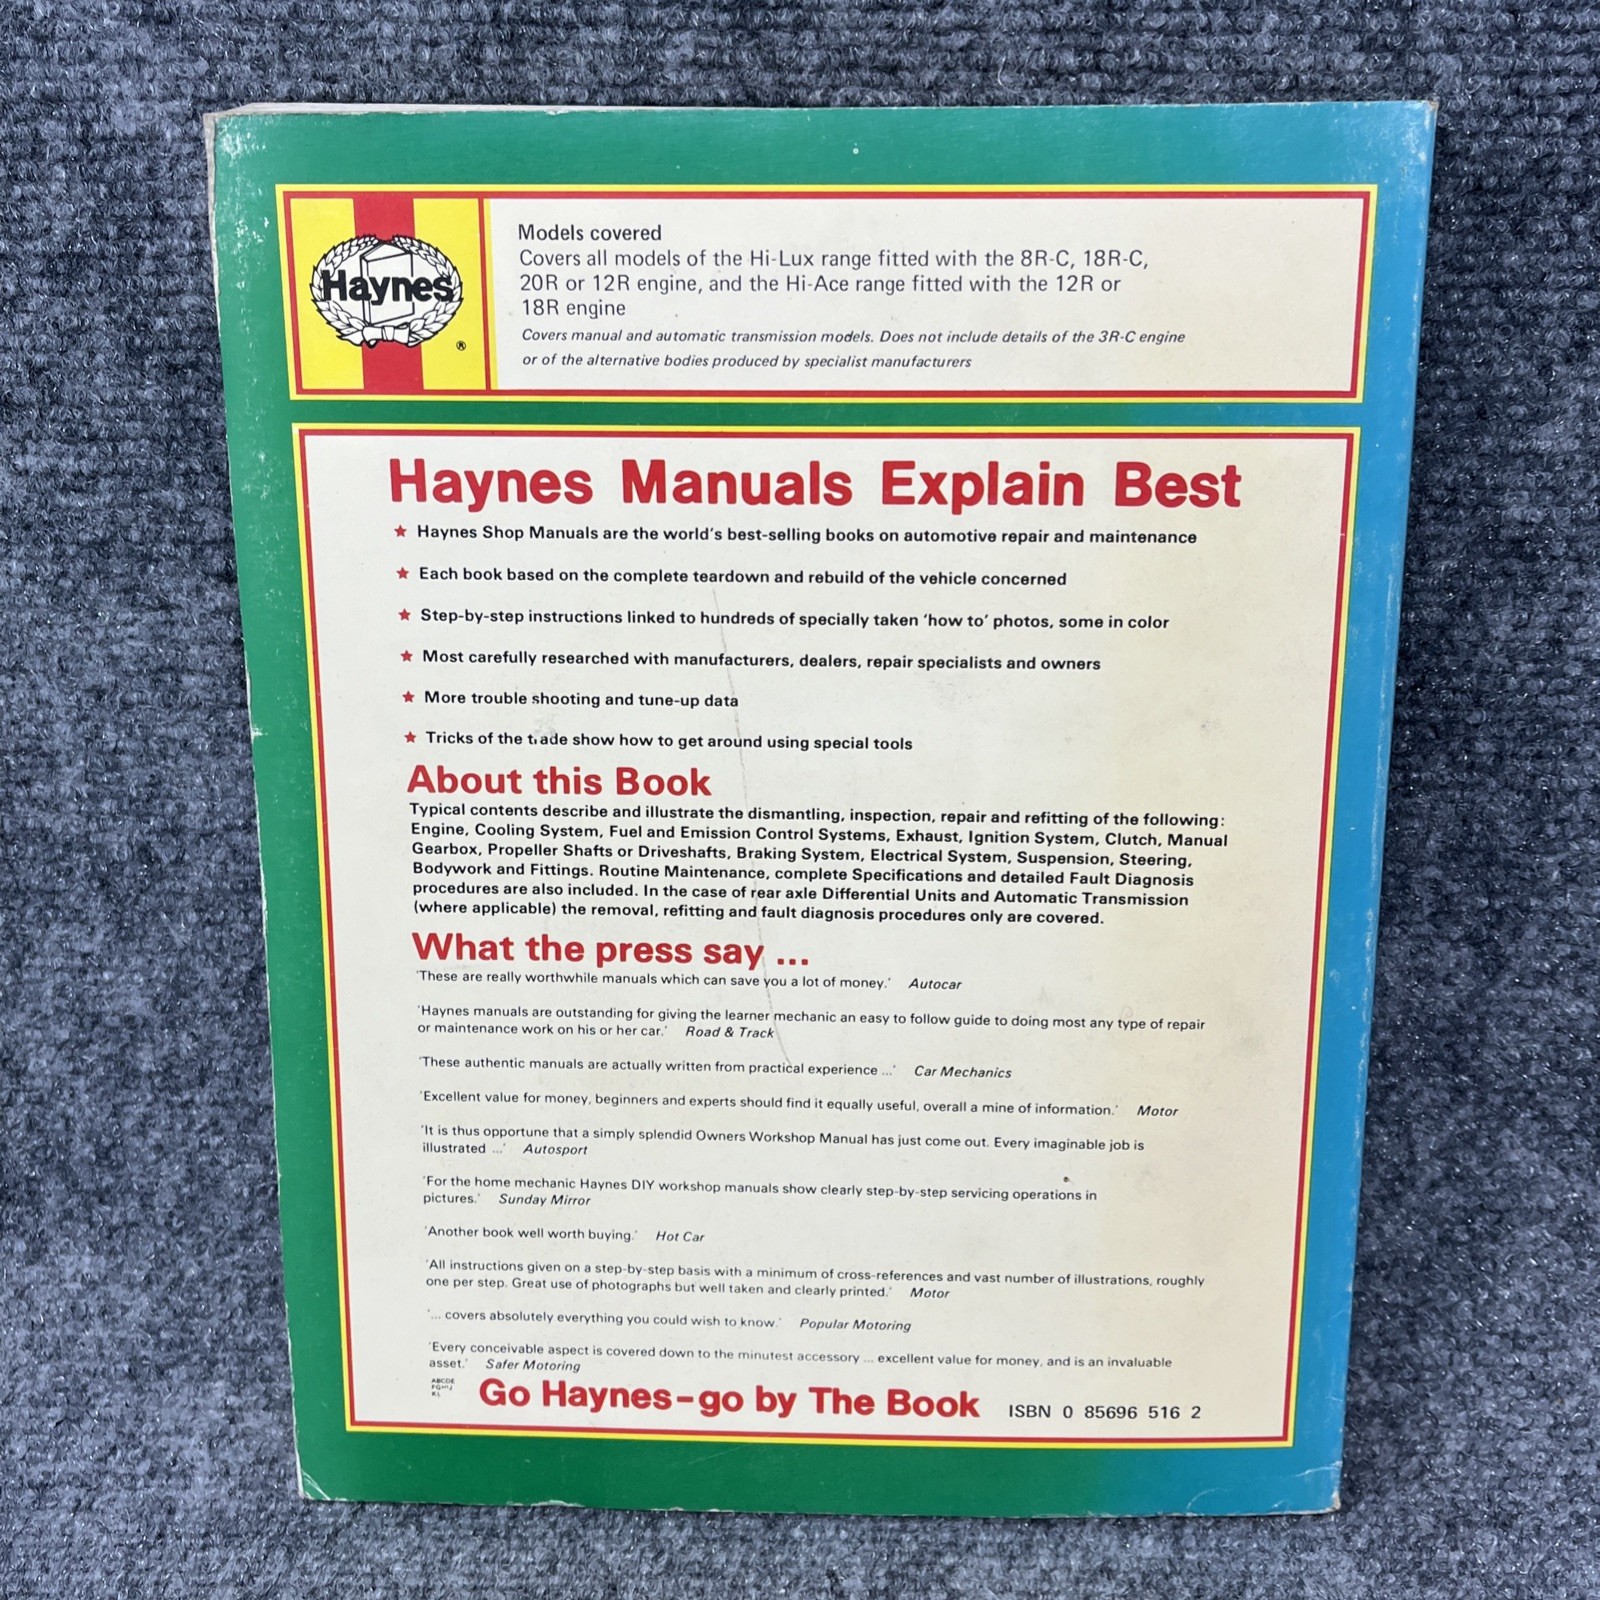 Haynes
®
Models covered
Covers all models of the Hi-Lux range fitted with the 8R-C, 18R-C,
20R or 12R engine, and the Hi-Ace range fitted with the 12R or
18R engine
Covers manual and automatic transmission models. Does not include details of the 3R-C engine
or of the alternative bodies produced by specialist manufacturers
Haynes Manuals Explain Best
★ Haynes Shop Manuals are the world's best-selling books on automotive repair and maintenance
★ Each book based on the complete teardown and rebuild of the vehicle concerned
★ Step-by-step instructions linked to hundreds of specially taken 'how to' photos, some in color
★ Most carefully researched with manufacturers, dealers, repair specialists and owners
★ More trouble shooting and tune-up data
★ Tricks of the trade show how to get around using special tools
About this Book
Typical contents describe and illustrate the dismantling, inspection, repair and refitting of the following:
Engine, Cooling System, Fuel and Emission Control Systems, Exhaust, Ignition System, Clutch, Manual
Gearbox, Propeller Shafts or Driveshafts, Braking System, Electrical System, Suspension, Steering,
Bodywork and Fittings. Routine Maintenance, complete Specifications and detailed Fault Diagnosis
procedures are also included. In the case of rear axle Differential Units and Automatic Transmission
(where applicable) the removal, refitting and fault diagnosis procedures only are covered.
What the press say ...
'These are really worthwhile manuals which can save you a lot of money.' Autocar
'Haynes manuals are outstanding for giving the learner mechanic an easy to follow guide to doing most any type of repair
or maintenance work on his or her car.' Road & Track
'These authentic manuals are actually written from practical experience ...' Car Mechanics
'Excellent value for money, beginners and experts should find it equally useful, overall a mine of information.' Motor
'It is thus opportune that a simply splendid Owners Workshop Manual has just come out. Every imaginable job is
illustrated ...' Autosport
'For the home mechanic Haynes DIY workshop manuals show clearly step-by-step servicing operations in
pictures.' Sunday Mirror
'Another book well worth buying.' Hot Car
'All instructions given on a step-by-step basis with a minimum of cross-references and vast number of illustrations, roughly
one per step. Great use of photographs but well taken and clearly printed.' Motor
'... covers absolutely everything you could wish to know.' Popular Motoring
'Every conceivable aspect is covered down to the minutest accessory ... excellent value for money, and is an invaluable
asset.' Safer Motoring
ABCDE
FGHIJ
KL
Go Haynes–go by The Book
ISBN 0 85696 516 2